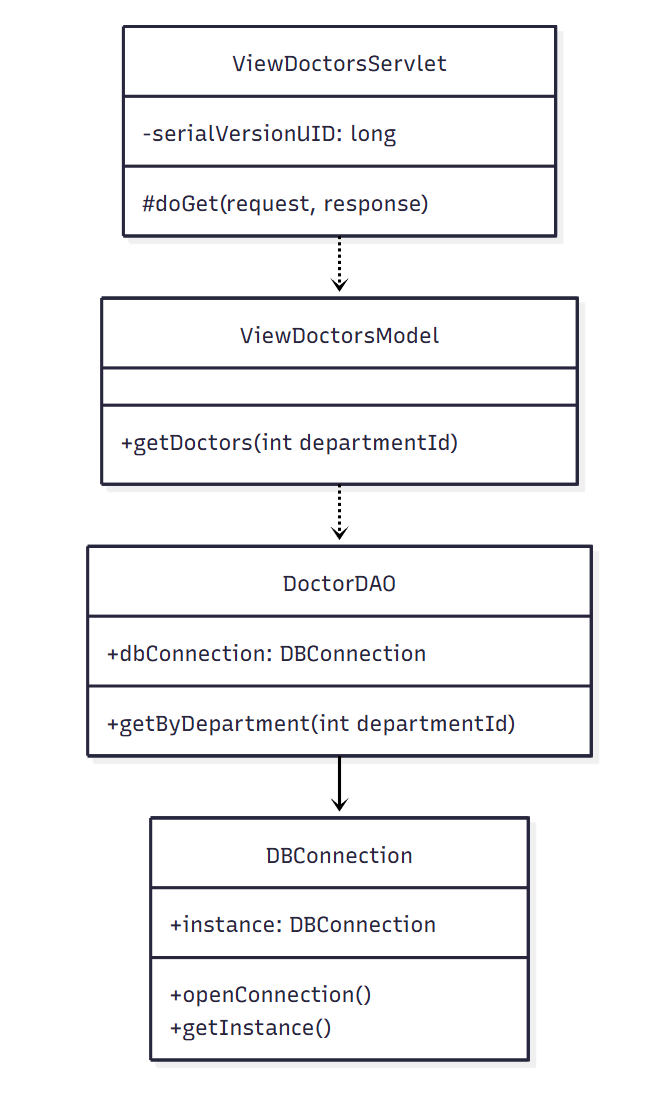 ViewDoctorsServlet
-serialVersionUID: long
#doGet(request, response)
ViewDoctorsModel
+getDoctors(int departmentId)
DoctorDAO
+dbConnection: DBConnection
+getByDepartment(int departmentId)
DBConnection
+instance: DBConnection
+openConnection()
+getInstance()